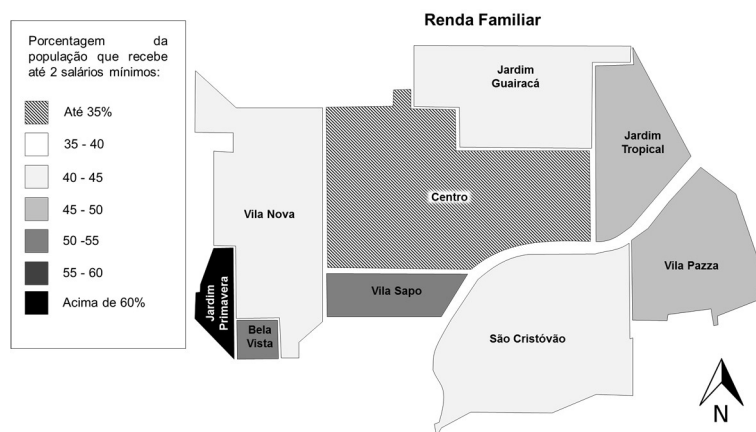 Renda Familiar
Porcentagem da
população que recebe
até 2 salários mínimos:
Até 35%
35 - 40
40 - 45
45 - 50
50 -55
55 - 60
Acima de 60%
Jardim
Guairacá
Jardim
Tropical
Centro
Vila Nova
Vila Pazza
Vila Sapo
Jardim
Primavera
Bela
Vista
São Cristóvão
N